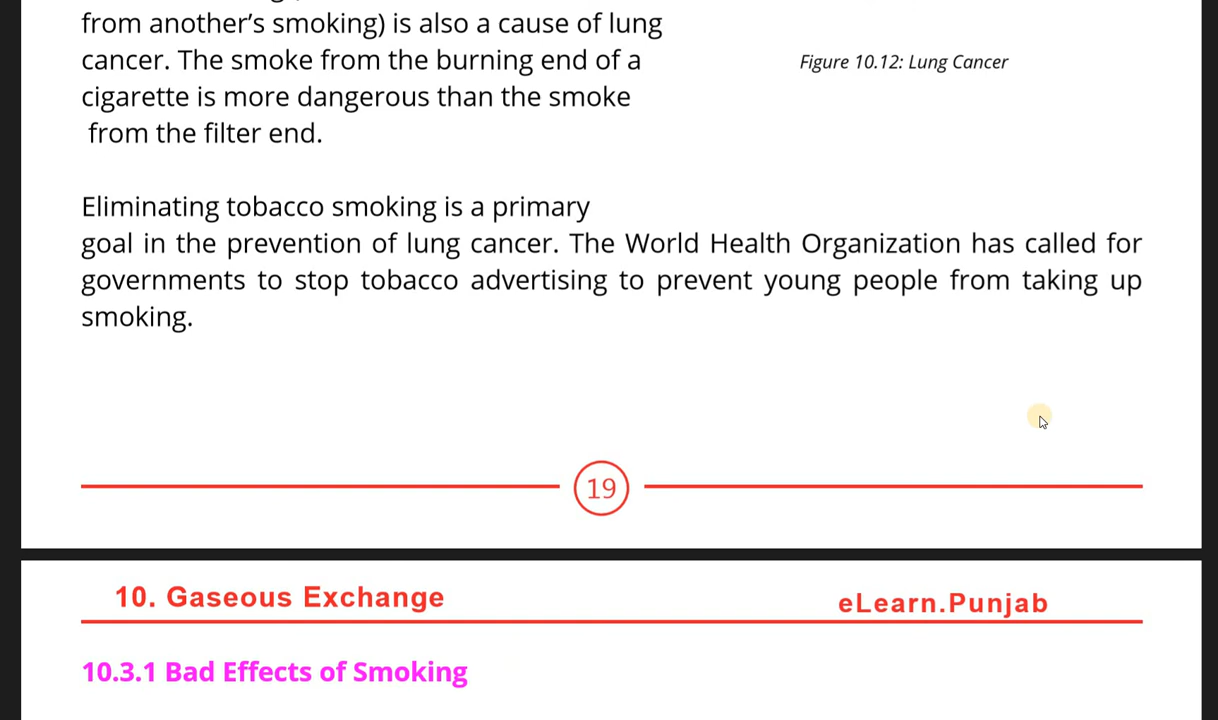 from another's smoking) is also a cause of lung
cancer. The smoke from the burning end of a
cigarette is more dangerous than the smoke
from the filter end.
Figure 10.12: Lung Cancer
Eliminating tobacco smoking is a primary
goal in the prevention of lung cancer. The World Health Organization has called for
governments to stop tobacco advertising to prevent young people from taking up
smoking.
19
10. Gaseous Exchange
eLearn.Punjab
10.3.1 Bad Effects of Smoking